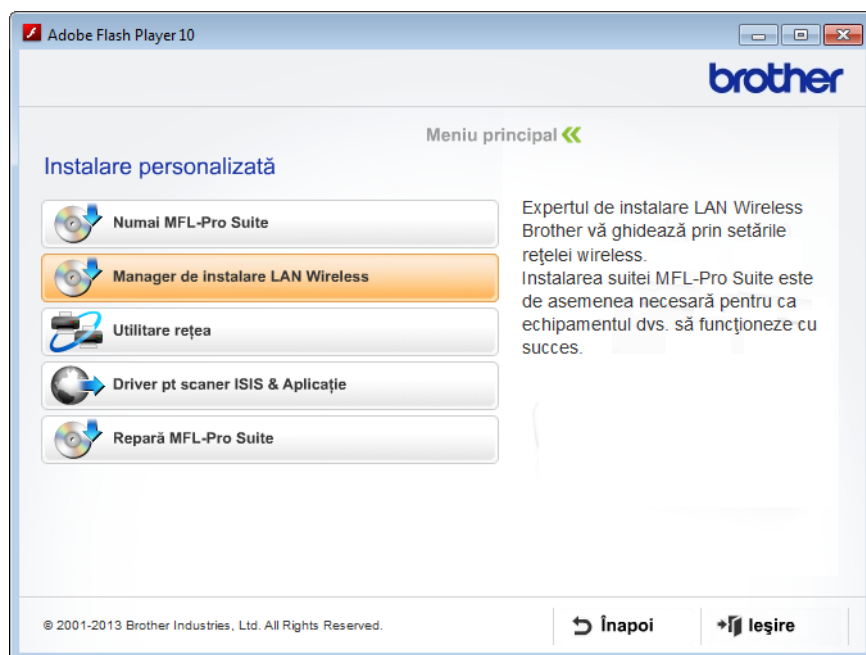 Adobe Flash Player 10
brother
Meniu principal
Instalare personalizată
Numai MFL-Pro Suite
Manager de instalare LAN Wireless
Utilitare rețea
Driver pt scaner ISIS & Aplicație
Repară MFL-Pro Suite
Expertul de instalare LAN Wireless
Brother vă ghidează prin setările
reţelei wireless.
Instalarea suitei MFL-Pro Suite este
de asemenea necesară pentru ca
echipamentul dvs. să funcţioneze cu
succes.
© 2001-2013 Brother Industries, Ltd. All Rights Reserved.
Înapoi
Ieşire